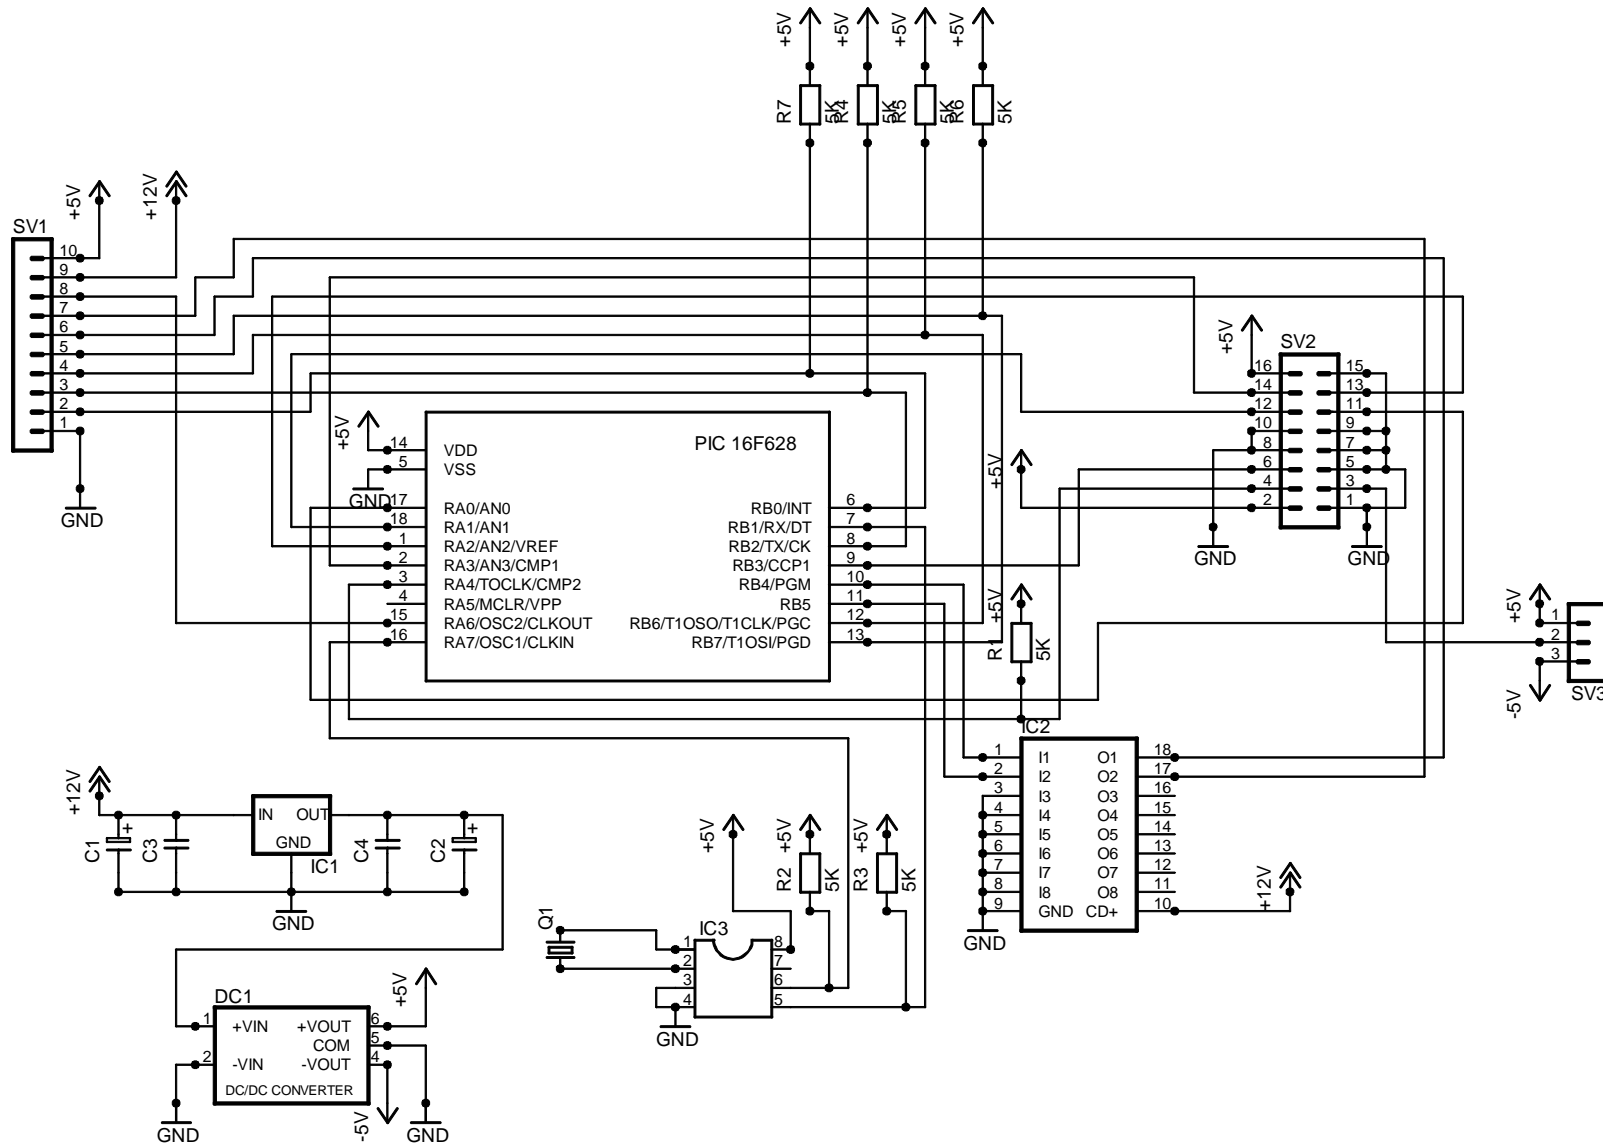 +5V +5V +5V +5V
R7 5K R4 5K R5 5K R6 5K
+5V +12V
SV1
10
9
8
7
6
5
4
3
2
1
GND
+5V
SV2
16 15
14 13
12 11
10 9
8 7
6 5
4 3
2 1
+5V
GND GND
PIC 16F628
+5V
14 VDD
5 VSS
GND
17 RA0/AN0 RB0/INT 6
18 RA1/AN1 RB1/RX/DT 7
1 RA2/AN2/VREF RB2/TX/CK 8
2 RA3/AN3/CMP1 RB3/CCP1 9
3 RA4/TOCLK/CMP2 RB4/PGM 10
4 RA5/MCLR/VPP RB5 11
15 RA6/OSC2/CLKOUT RB6/T1OSO/T1CLK/PGC 12
16 RA7/OSC1/CLKIN RB7/T1OSI/PGD 13
+5V
R1 5K
+5V
1
2
3
-5V
SV3
IC2
1 I1 O1 18
2 I2 O2 17
3 I3 O3 16
4 I4 O4 15
5 I5 O5 14
6 I6 O6 13
7 I7 O7 12
8 I8 O8 11
9 GND CD+ 10
GND
+12V
+12V
C1 + C3
IN OUT
GND
IC1
C4 C2 +
GND
+5V +5V +5V
R2 5K R3 5K
Q1
IC3
1 8
2 7
3 6
4 5
GND
DC1
+5V
1 +VIN +VOUT 6
COM 5
2 -VIN -VOUT 4
DC/DC CONVERTER
GND -5V GND